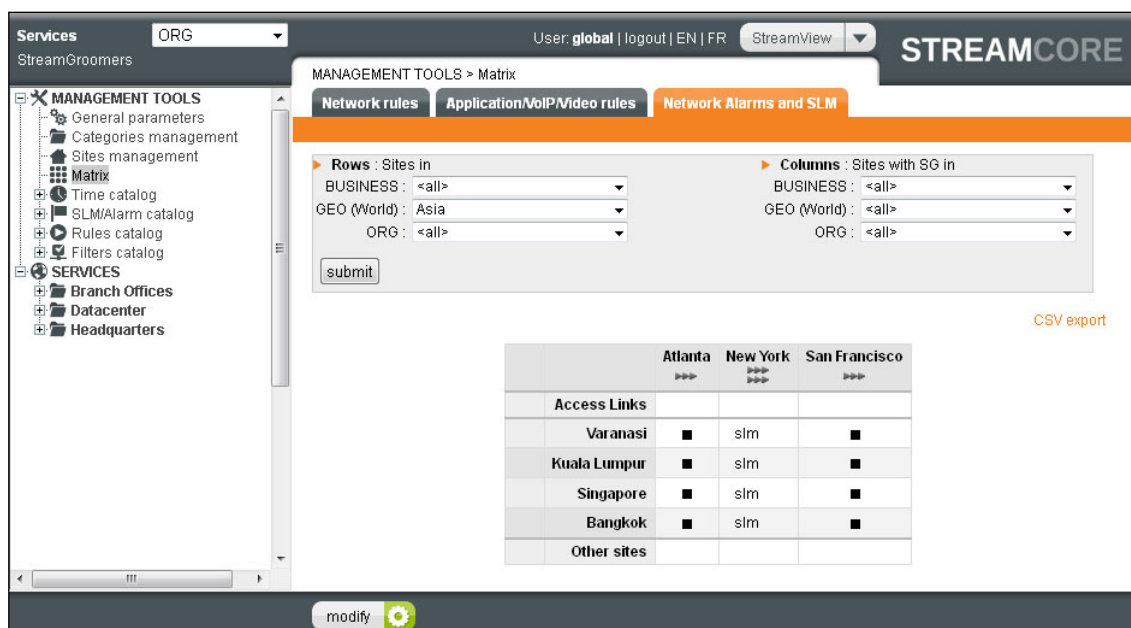 Services ORG
StreamGroomers
User: global | logout | EN | FR StreamView
STREAMCORE
MANAGEMENT TOOLS
General parameters
Categories management
Sites management
Matrix
Time catalog
SLM/Alarm catalog
Rules catalog
Filters catalog
SERVICES
Branch Offices
Datacenter
Headquarters
MANAGEMENT TOOLS > Matrix
Network rules Application/VoIP/Video rules Network Alarms and SLM
Rows : Sites in
BUSINESS : <all>
GEO (World) : Asia
ORG : <all>
Columns : Sites with SG in
BUSINESS : <all>
GEO (World) : <all>
ORG : <all>
submit
CSV export
Atlanta New York San Francisco
Access Links
Varanasi slm
Kuala Lumpur slm
Singapore slm
Bangkok slm
Other sites
modify